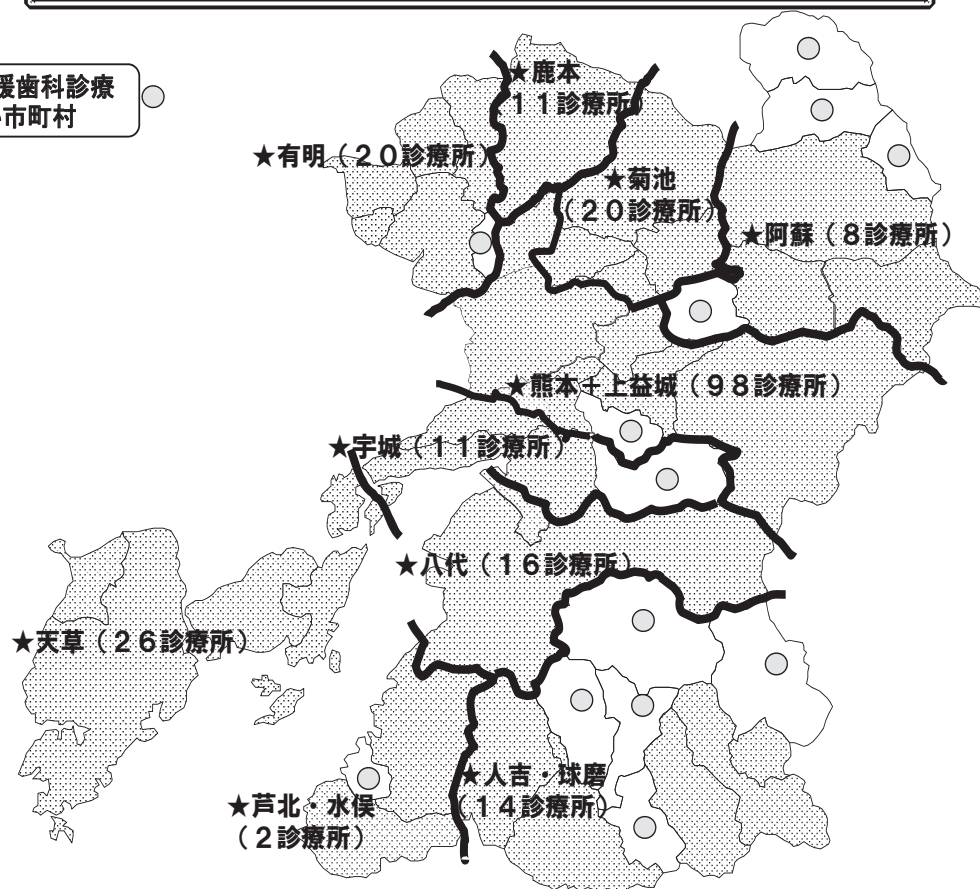 援歯科診療
い市町村
★鹿本
（１１診療所）
★有明（２０診療所）
★菊池
（２０診療所）
★阿蘇（８診療所）
★熊本＋上益城（９８診療所）
★宇城（１１診療所）
★八代（１６診療所）
★天草（２６診療所）
★人吉・球磨
（１４診療所）
★芦北・水俣
（２診療所）